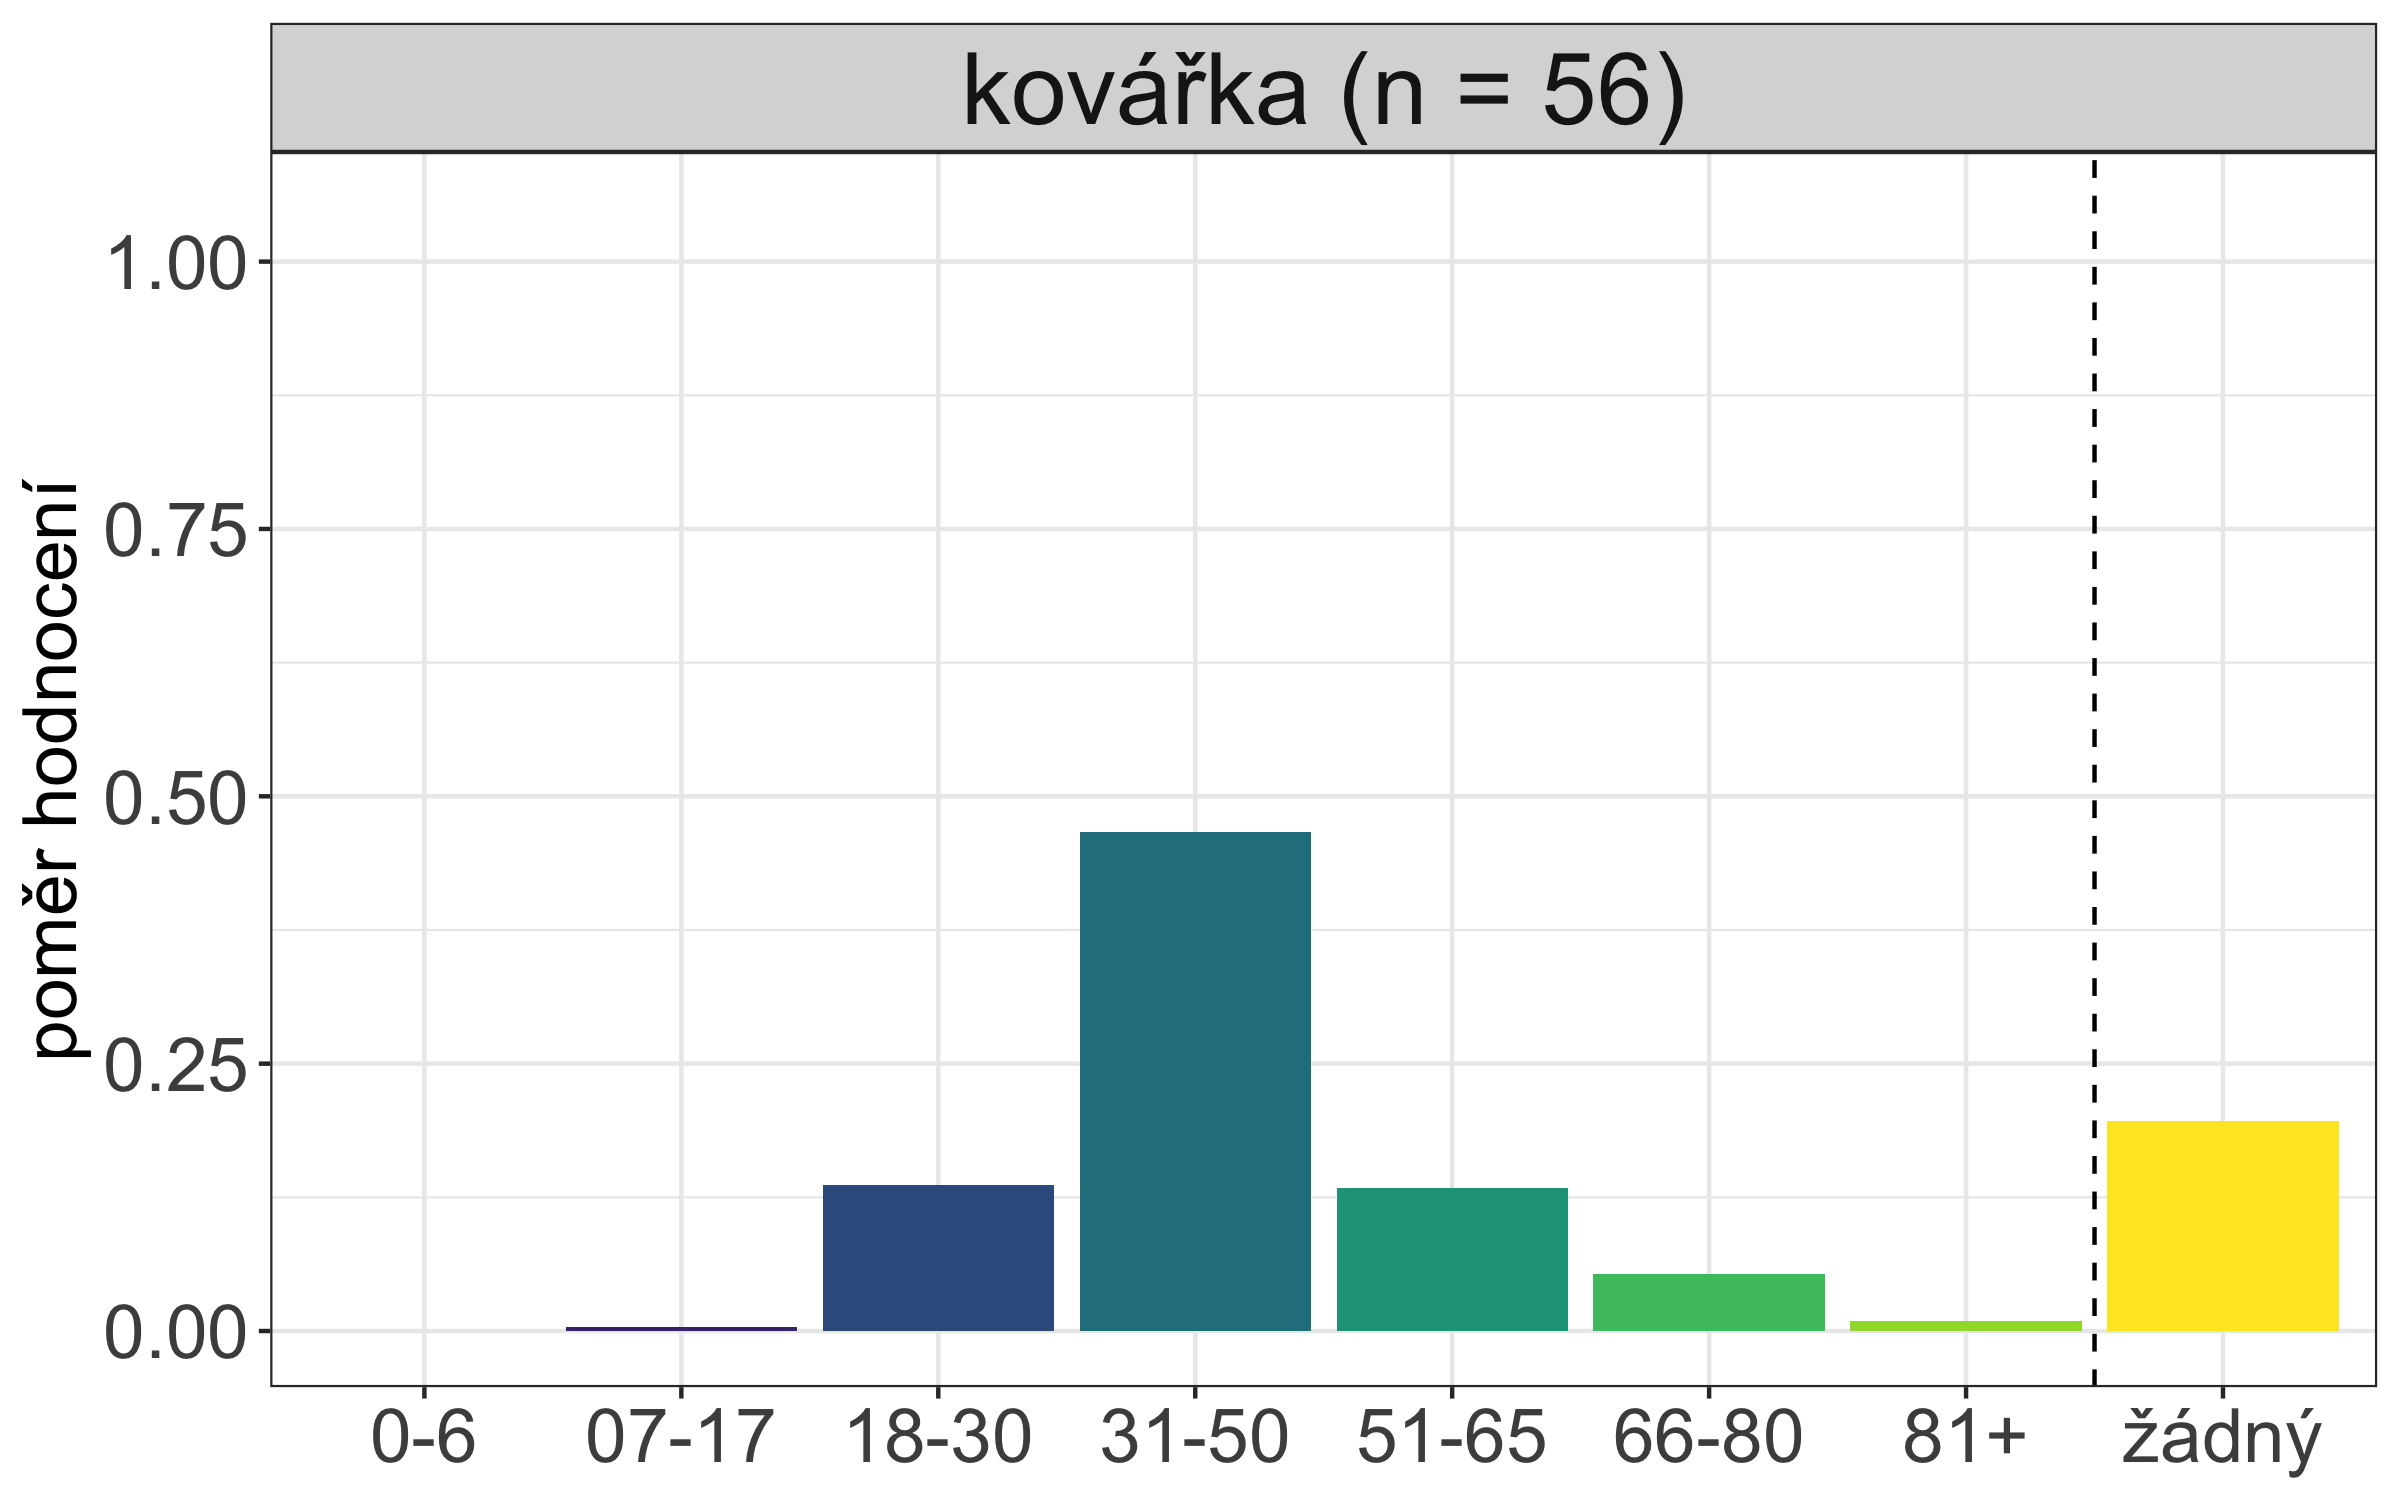 kovářka (n = 56)
poměr hodnocení
1.00
0.75
0.50
0.25
0.00
0-6 07-17 18-30 31-50 51-65 66-80 81+ žádný